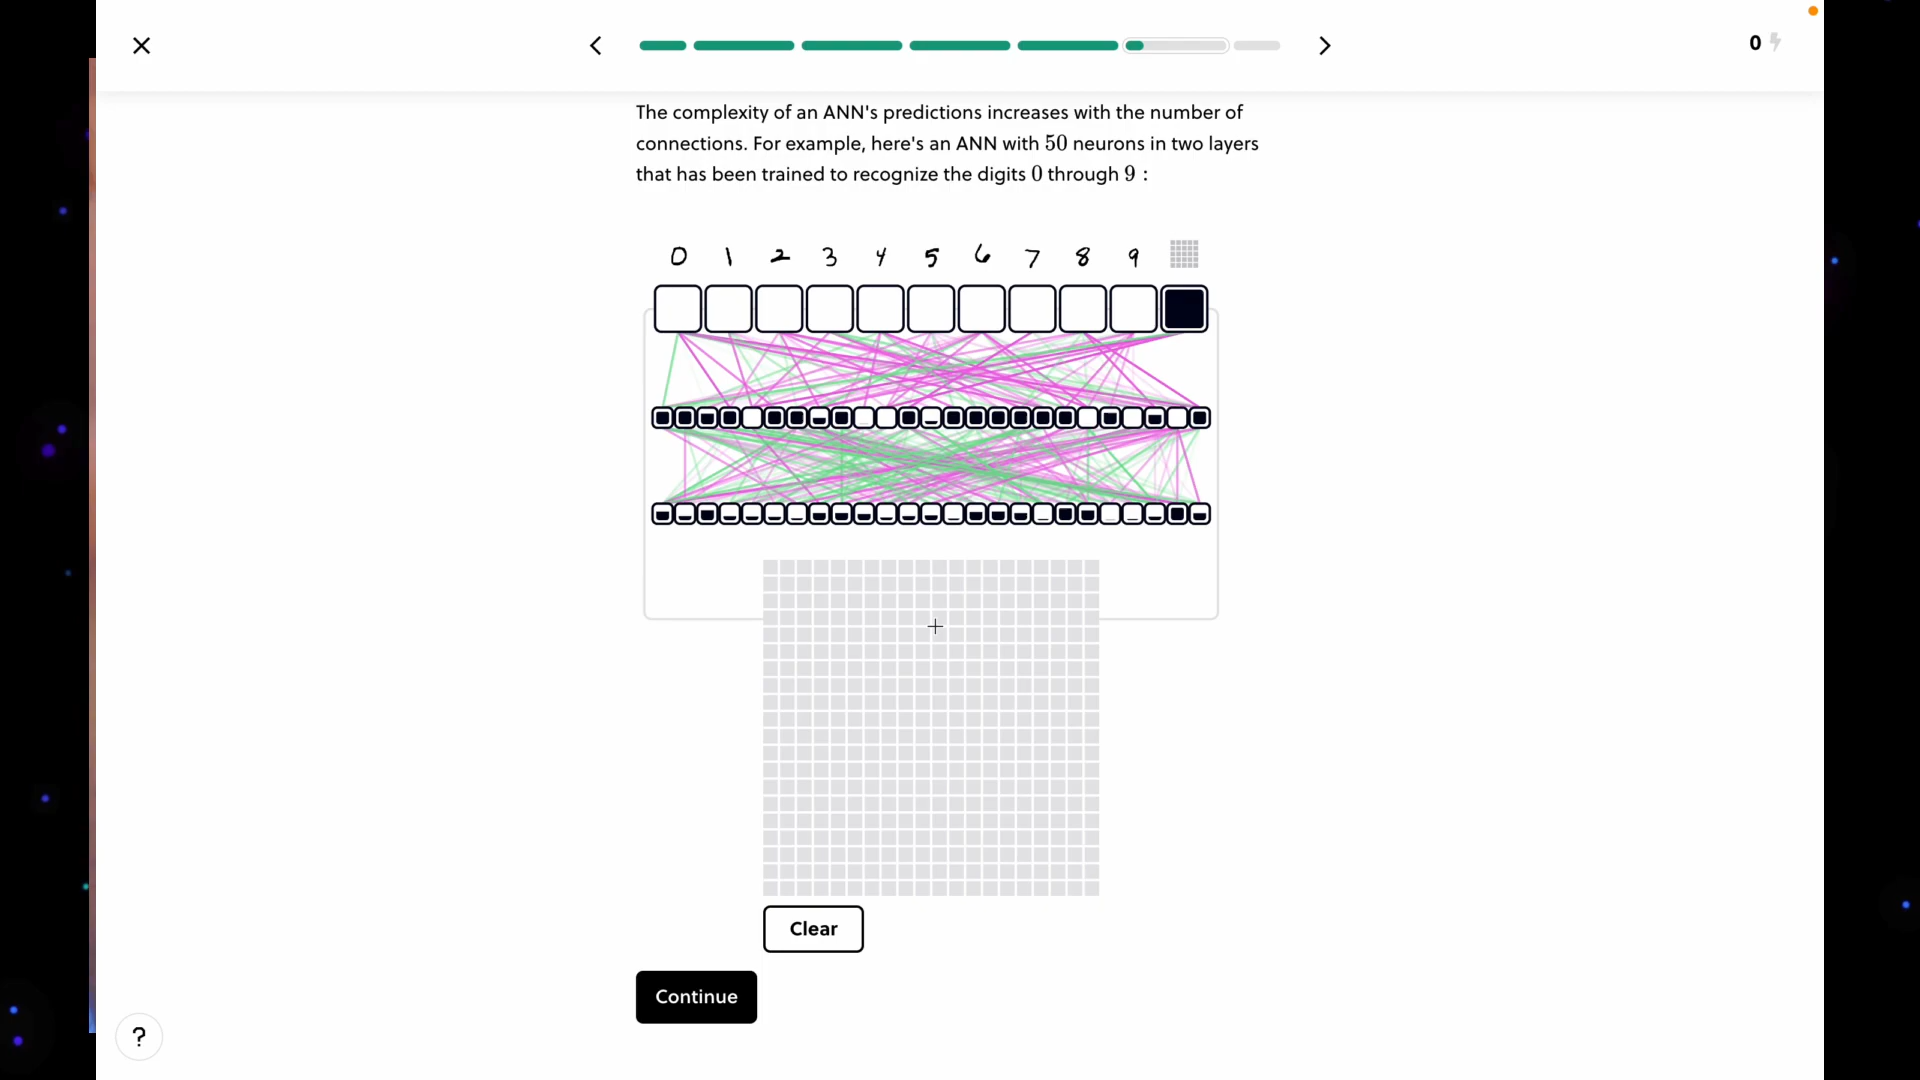 0
The complexity of an ANN's predictions increases with the number of
connections. For example, here's an ANN with 50 neurons in two layers
that has been trained to recognize the digits 0 through 9 :
0 1 2 3 4 5 6 7 8 9
Clear
Continue
?